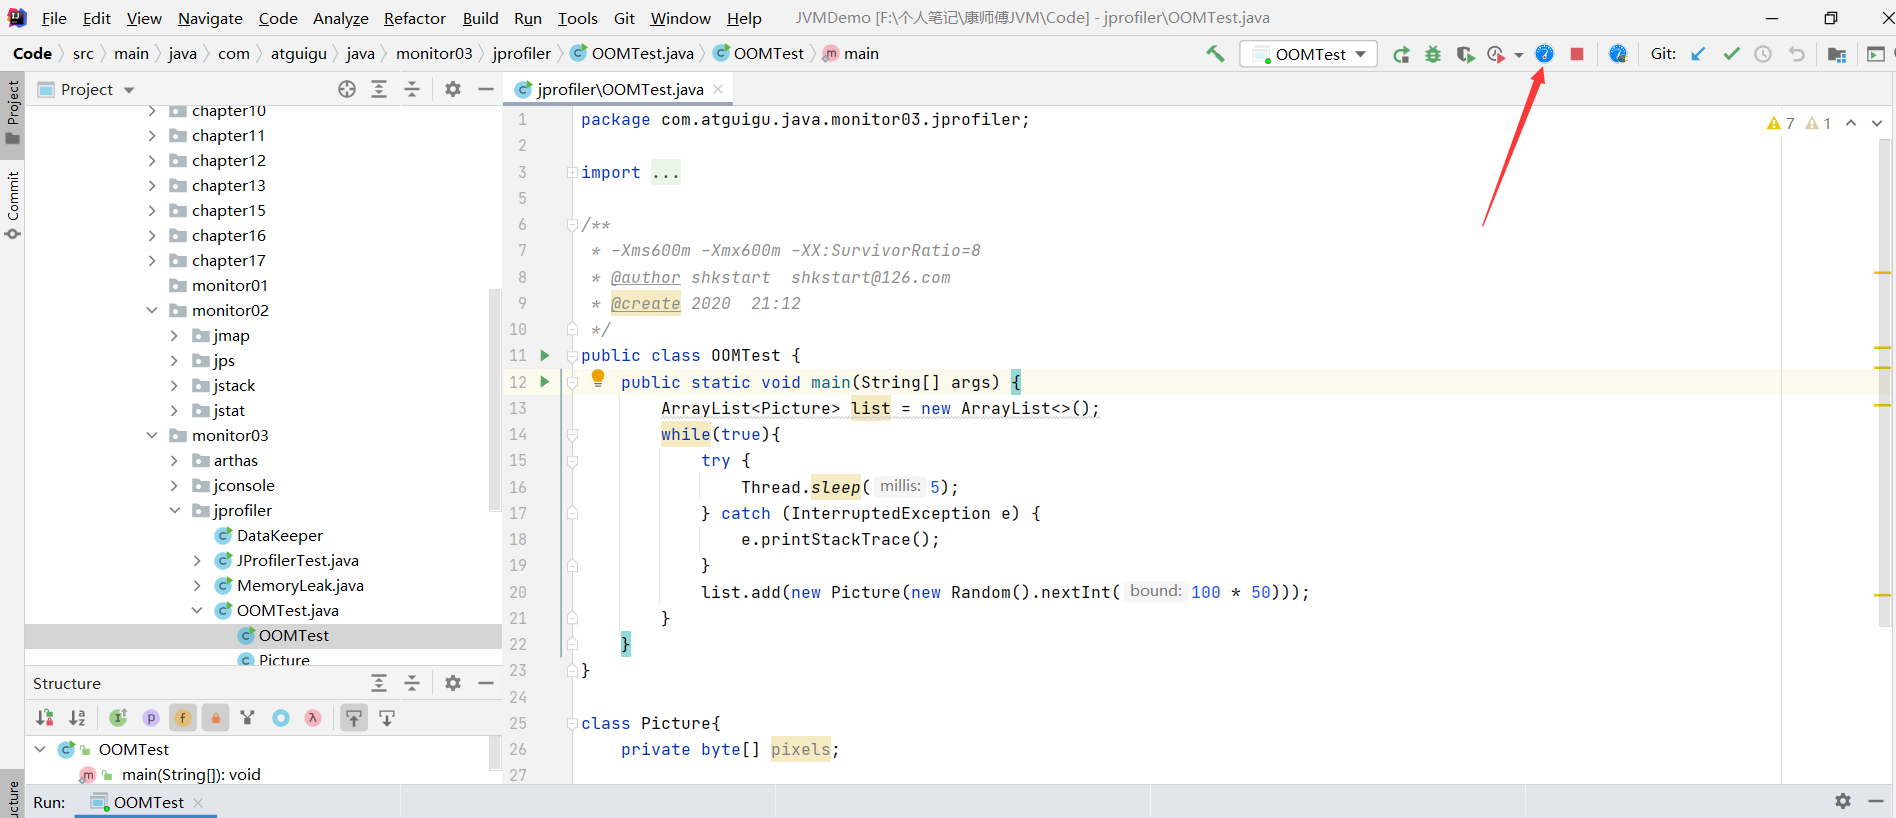 File Edit View Navigate Code Analyze Refactor Build Run Tools Git Window Help JVMDemo [F:\个人笔记\康师傅JVM\Code] - jprofiler\OOMTest.java
Code src main java com atguigu java monitor03 jprofiler OOMTest.java OOMTest main OOMTest Git:
Project
Commit
Project
chapter10
chapter11
chapter12
chapter13
chapter15
chapter16
chapter17
monitor01
monitor02
jmap
jps
jstack
jstat
monitor03
arthas
jconsole
jprofiler
DataKeeper
JProfilerTest.java
MemoryLeak.java
OOMTest.java
OOMTest
Picture
Structure
OOMTest
main(String[]): void
jprofiler\OOMTest.java
7 1
1 package com.atguigu.java.monitor03.jprofiler;
2
3 import ...
5
6 /**
7 * -Xms600m -Xmx600m -XX:SurvivorRatio=8
8 * @author shkstart shkstart@126.com
9 * @create 2020 21:12
10 */
11 public class OOMTest {
12 public static void main(String[] args) {
13 ArrayList<Picture> list = new ArrayList<>();
14 while(true){
15 try {
16 Thread.sleep( millis: 5);
17 } catch (InterruptedException e) {
18 e.printStackTrace();
19 }
20 list.add(new Picture(new Random().nextInt( bound: 100 * 50)));
21 }
22 }
23 }
24
25 class Picture{
26 private byte[] pixels;
27
Run: OOMTest